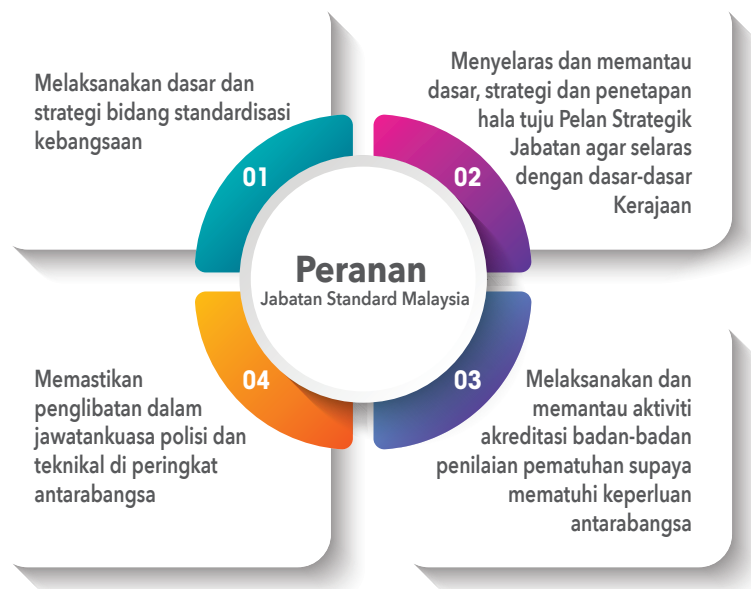 Melaksanakan dasar dan
strategi bidang standardisasi
kebangsaan
01
Menyelaras dan memantau
dasar, strategi dan penetapan
hala tuju Pelan Strategik
Jabatan agar selaras
dengan dasar-dasar
Kerajaan
02
Peranan
Jabatan Standard Malaysia
03
Melaksanakan dan
memantau aktiviti
akreditasi badan-badan
penilaian pematuhan supaya
mematuhi keperluan
antarabangsa
04
Memastikan
penglibatan dalam
jawatankuasa polisi dan
teknikal di peringkat
antarabangsa